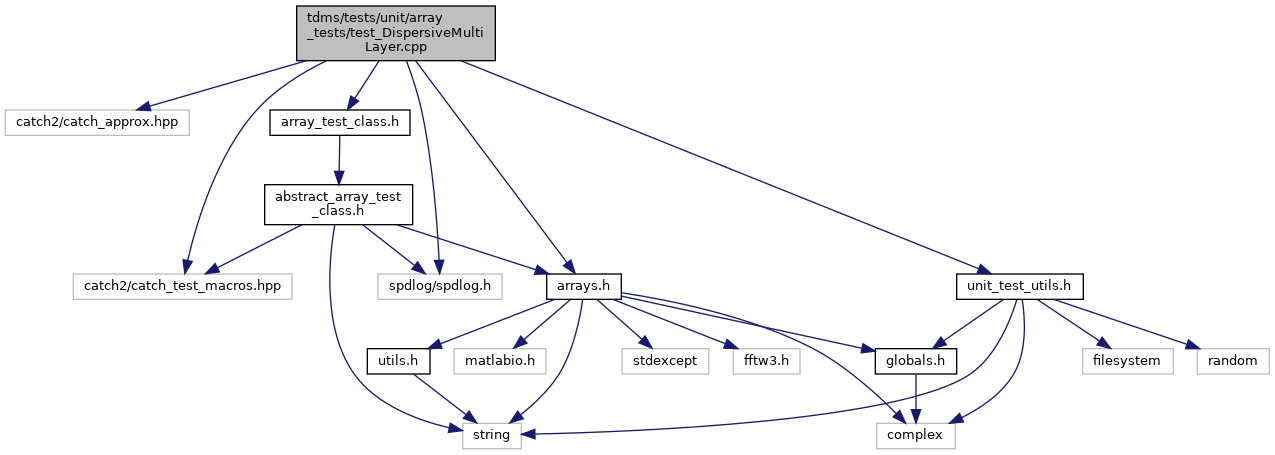 tdms/tests/unit/array
_tests/test_DispersiveMulti
Layer.cpp
catch2/catch_approx.hpp
array_test_class.h
abstract_array_test
_class.h
catch2/catch_test_macros.hpp
spdlog/spdlog.h
arrays.h
unit_test_utils.h
utils.h
matlabio.h
stdexcept
fftw3.h
globals.h
filesystem
random
string
complex